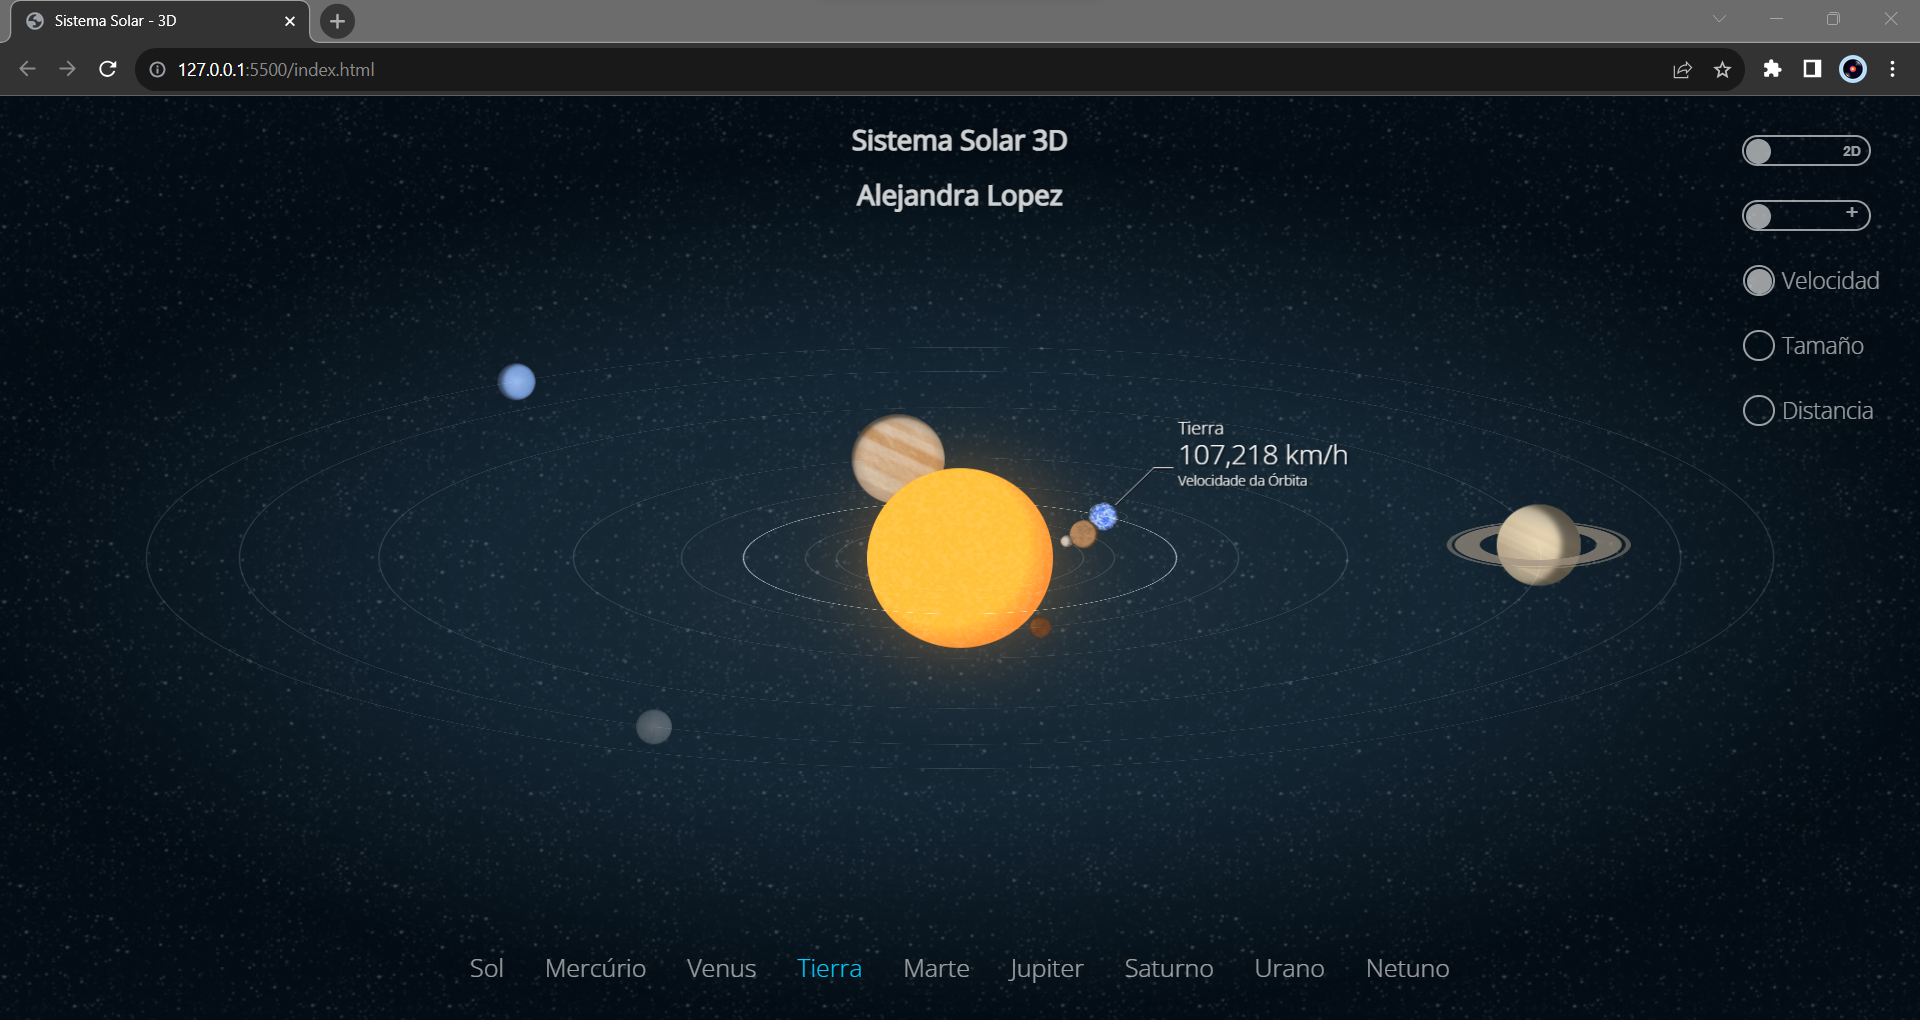 Sistema Solar - 3D
127.0.0.1:5500/index.html
Sistema Solar 3D
Alejandra Lopez
2D
+
Velocidad
Tamaño
Distancia
Tierra
107,218 km/h
Velocidade da Órbita
Sol Mercúrio Venus Tierra Marte Jupiter Saturno Urano Netuno